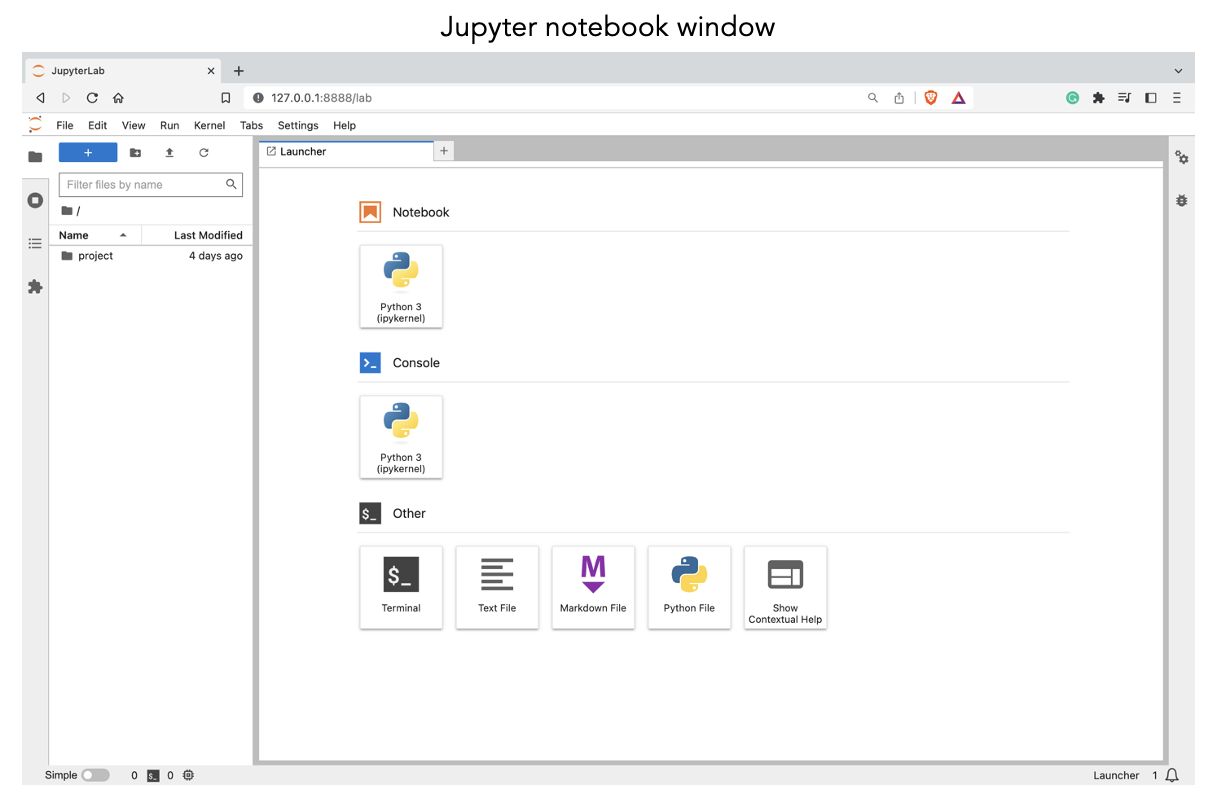 Jupyter notebook window
JupyterLab
127.0.0.1:8888/lab
File Edit View Run Kernel Tabs Settings Help
Launcher
Filter files by name
/
Name Last Modified
project 4 days ago
Notebook
Python 3
(ipykernel)
Console
Python 3
(ipykernel)
$_ Other
$_
Terminal
Text File
M
Markdown File
Python File
Show
Contextual Help
Simple 0 $_ 0
Launcher 1